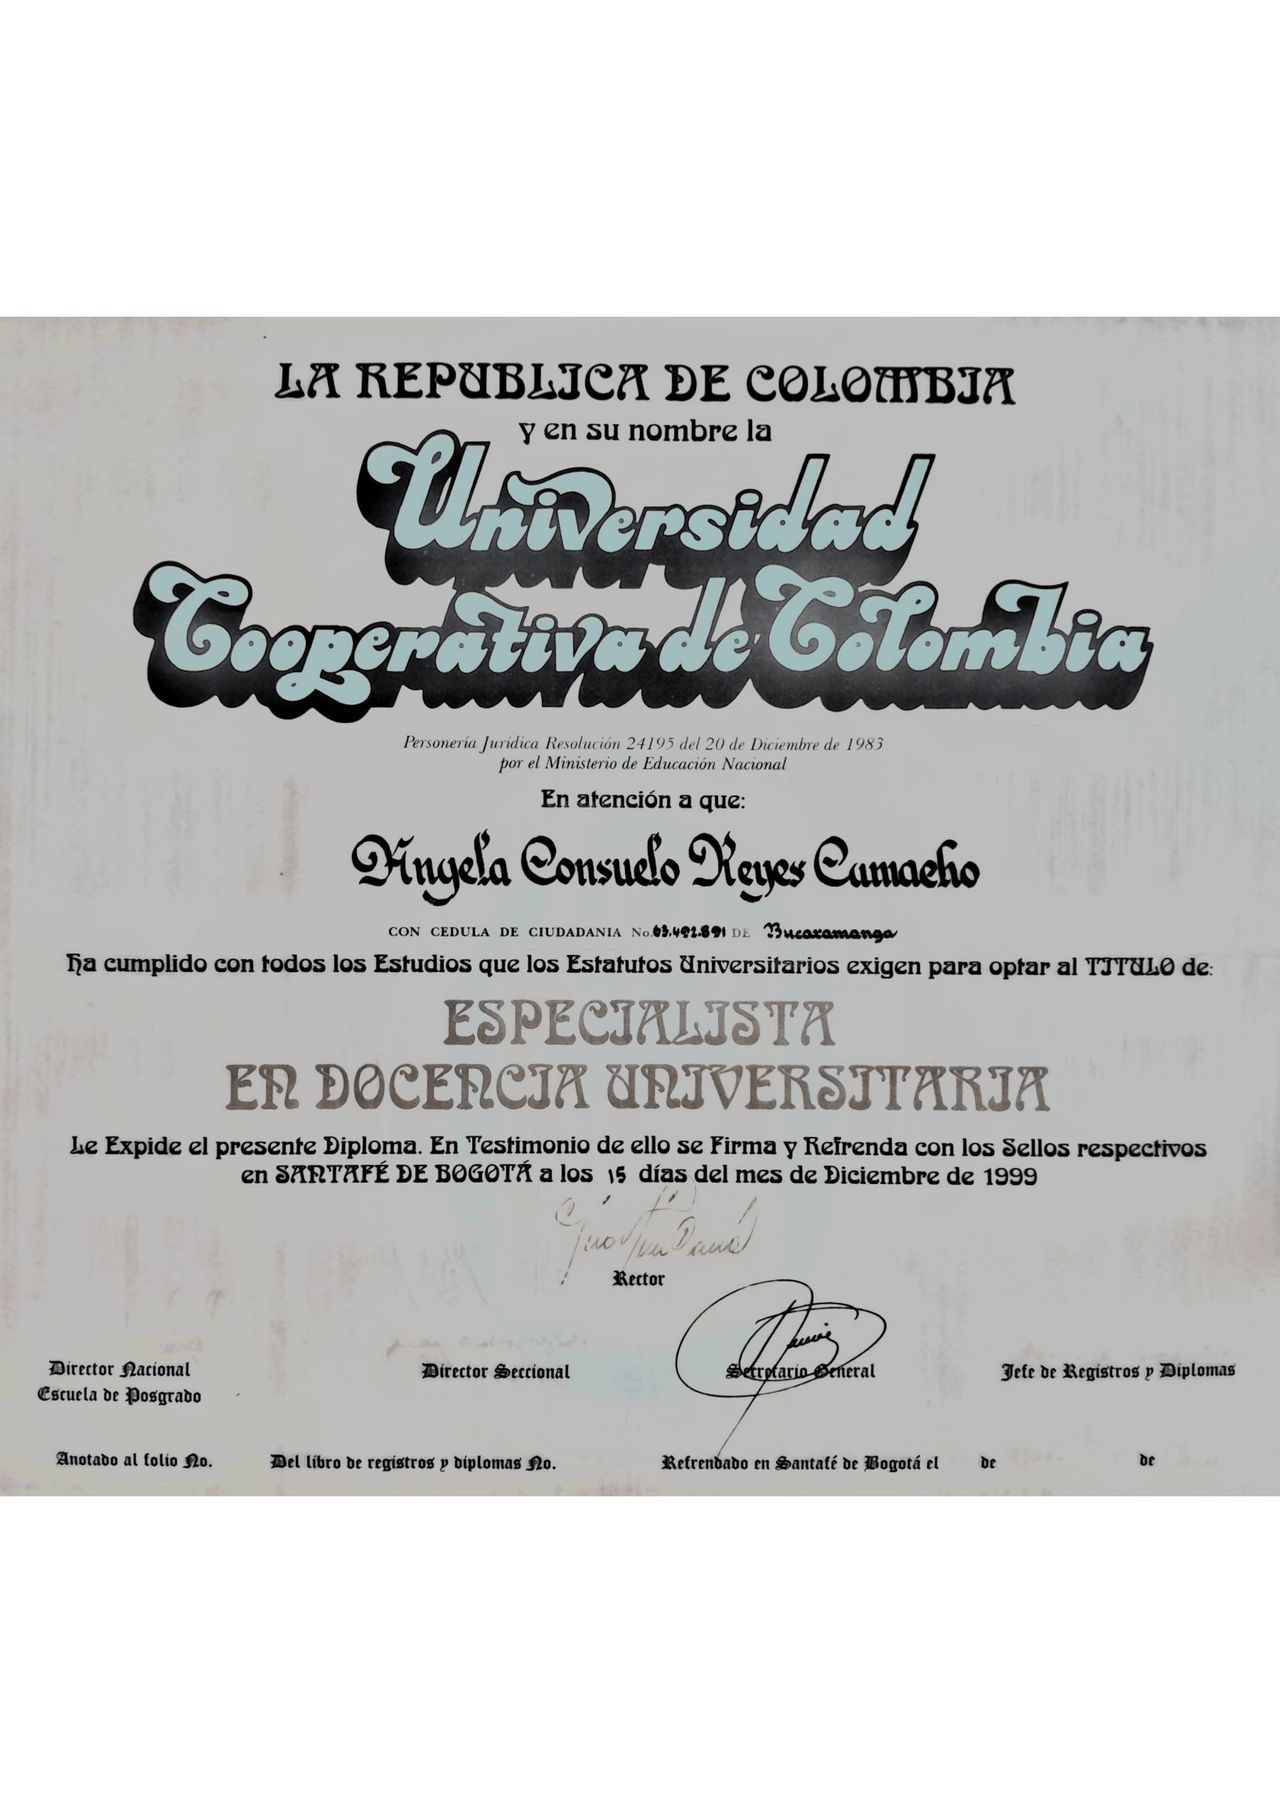 LA REPUBLICA DE COLOMBIA
y en su nombre la
Universidad
Cooperativa de Colombia
Personería Jurídica Resolución 24195 del 20 de Diciembre de 1983
por el Ministerio de Educación Nacional
En atención a que:
Angela Consuelo Reyes Camacho
CON CEDULA DE CIUDADANIA No. 63.492.891 DE Bucaramanga
Ha cumplido con todos los Estudios que los Estatutos Universitarios exigen para optar al TITULO de:
ESPECIALISTA
EN DOCENCIA UNIVERSITARIA
Le Expide el presente Diploma. En Testimonio de ello se Firma y Refrenda con los Sellos respectivos
en SANTAFÉ DE BOGOTÁ a los 15 días del mes de Diciembre de 1999
Rector
Director Nacional
Escuela de Posgrado
Director Seccional
Secretario General
Jefe de Registros y Diplomas
Anotado al folio No.
Del libro de registros y diplomas No.
Refrendado en Santafé de Bogotá el de de